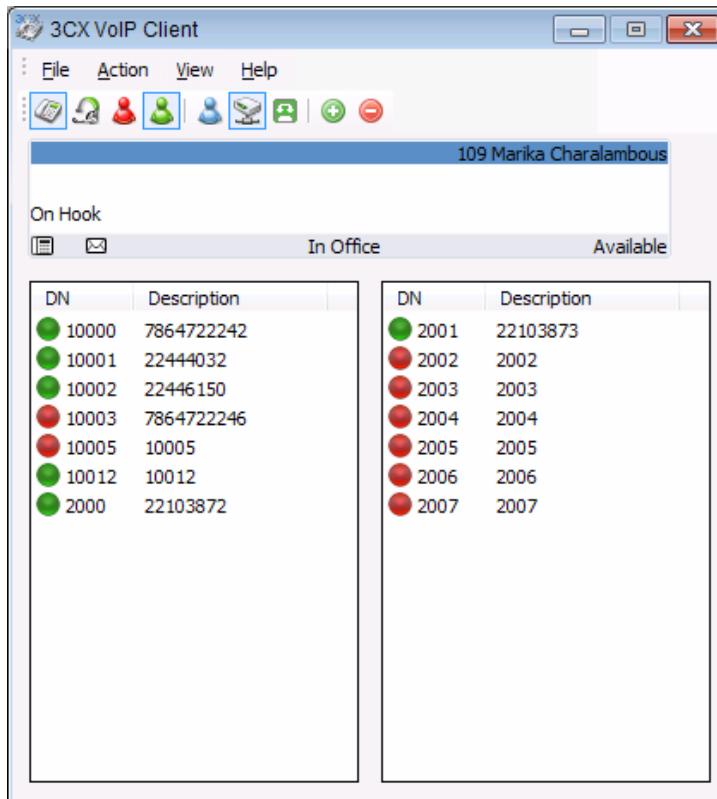 3CX VoIP Client
File Action View Help
109 Marika Charalambous
On Hook
In Office Available
DN Description
10000 7864722242
10001 22444032
10002 22446150
10003 7864722246
10005 10005
10012 10012
2000 22103872
DN Description
2001 22103873
2002 2002
2003 2003
2004 2004
2005 2005
2006 2006
2007 2007